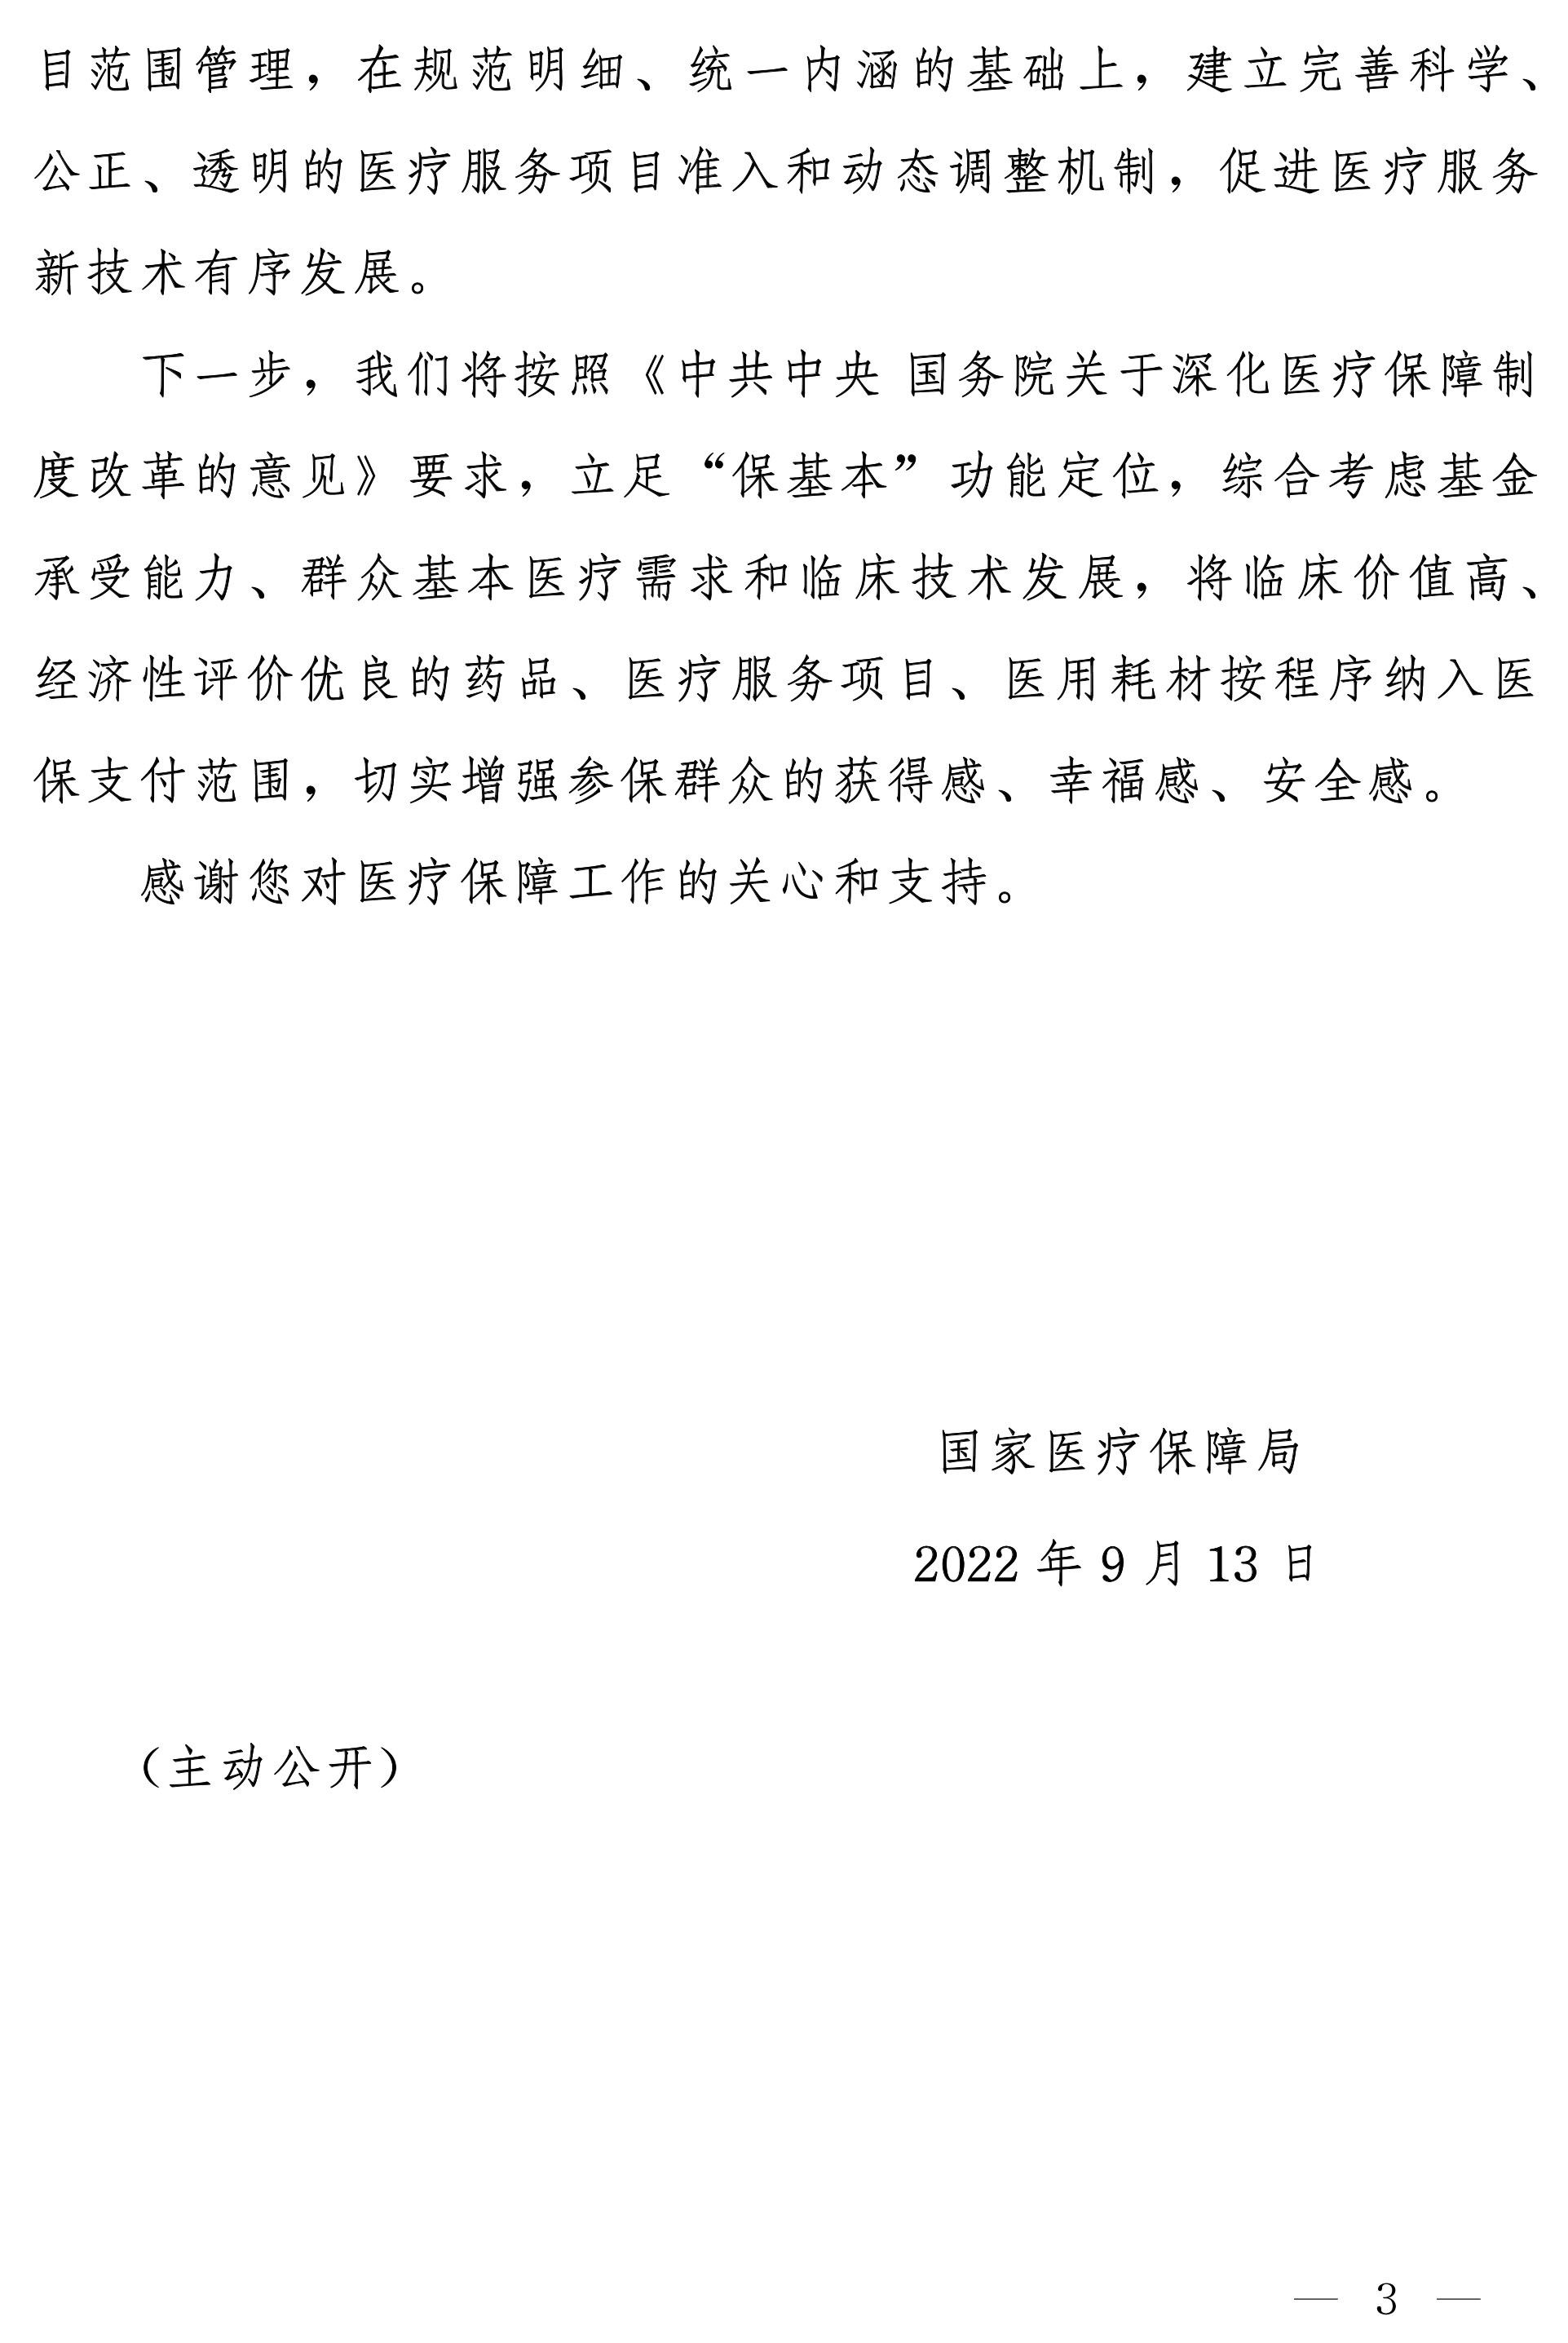 目范围管理，在规范明细、统一内涵的基础上，建立完善科学、
公正、透明的医疗服务项目准入和动态调整机制，促进医疗服务
新技术有序发展。
下一步，我们将按照《中共中央 国务院关于深化医疗保障制
度改革的意见》要求，立足“保基本”功能定位，综合考虑基金
承受能力、群众基本医疗需求和临床技术发展，将临床价值高、
经济性评价优良的药品、医疗服务项目、医用耗材按程序纳入医
保支付范围，切实增强参保群众的获得感、幸福感、安全感。
感谢您对医疗保障工作的关心和支持。
国家医疗保障局
2022 年 9 月 13 日
（主动公开）
— 3 —